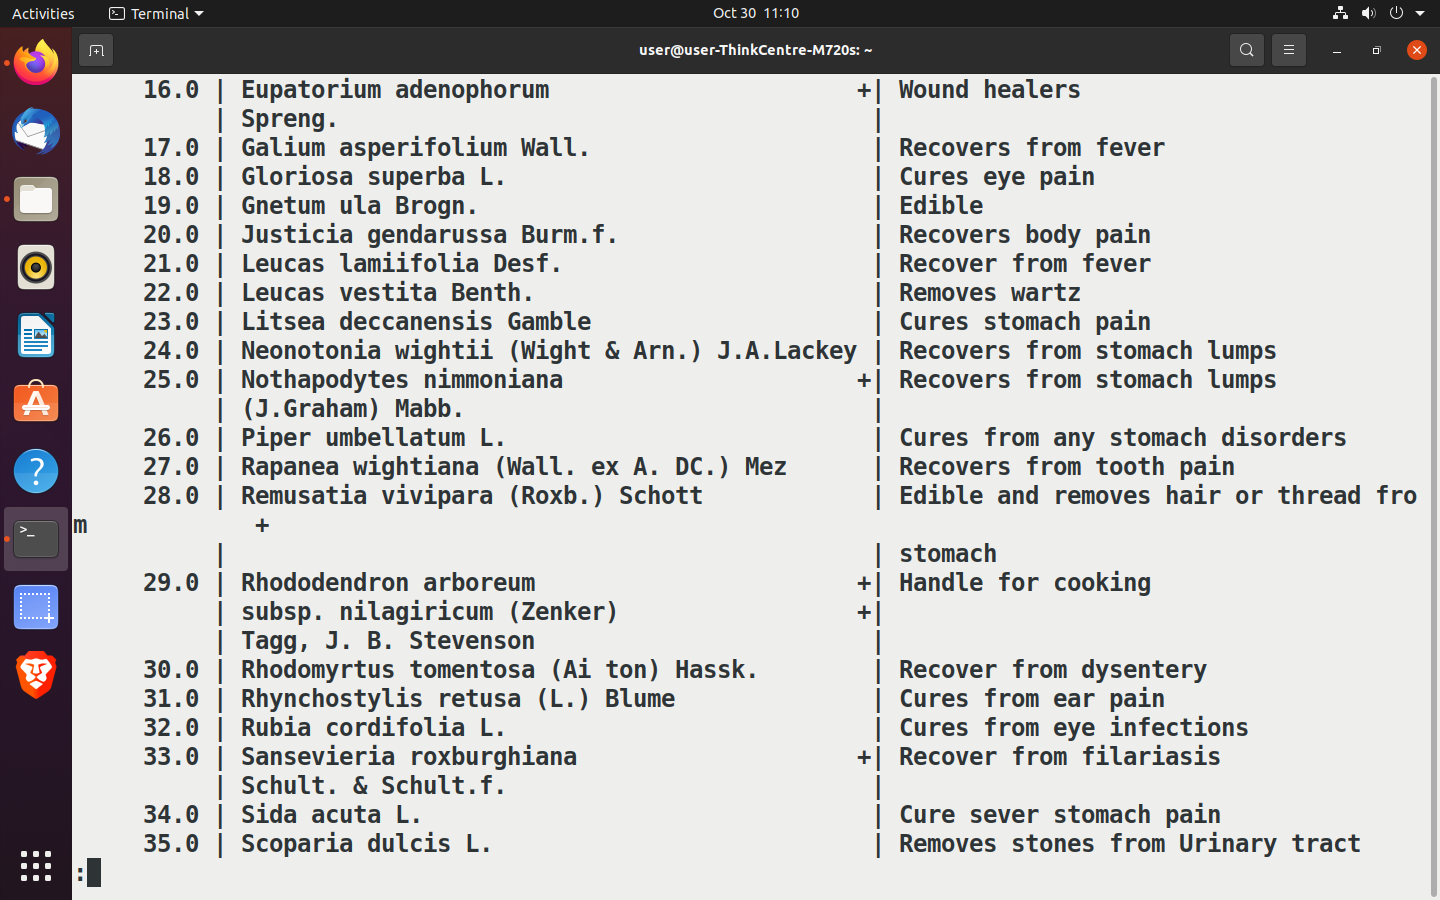 Activities Terminal Oct 30 11:10
user@user-ThinkCentre-M720s: ~
16.0 | Eupatorium adenophorum +| Wound healers
| Spreng. |
17.0 | Galium asperifolium Wall. | Recovers from fever
18.0 | Gloriosa superba L. | Cures eye pain
19.0 | Gnetum ula Brogn. | Edible
20.0 | Justicia gendarussa Burm.f. | Recovers body pain
21.0 | Leucas lamiifolia Desf. | Recover from fever
22.0 | Leucas vestita Benth. | Removes wartz
23.0 | Litsea deccanensis Gamble | Cures stomach pain
24.0 | Neonotonia wightii (Wight & Arn.) J.A.Lackey | Recovers from stomach lumps
25.0 | Nothapodytes nimmoniana +| Recovers from stomach lumps
| (J.Graham) Mabb. |
26.0 | Piper umbellatum L. | Cures from any stomach disorders
27.0 | Rapanea wightiana (Wall. ex A. DC.) Mez | Recovers from tooth pain
28.0 | Remusatia vivipara (Roxb.) Schott | Edible and removes hair or thread fro
m +
| | stomach
29.0 | Rhododendron arboreum +| Handle for cooking
| subsp. nilagiricum (Zenker) +|
| Tagg, J. B. Stevenson |
30.0 | Rhodomyrtus tomentosa (Ai ton) Hassk. | Recover from dysentery
31.0 | Rhynchostylis retusa (L.) Blume | Cures from ear pain
32.0 | Rubia cordifolia L. | Cures from eye infections
33.0 | Sansevieria roxburghiana +| Recover from filariasis
| Schult. & Schult.f. |
34.0 | Sida acuta L. | Cure sever stomach pain
35.0 | Scoparia dulcis L. | Removes stones from Urinary tract
: